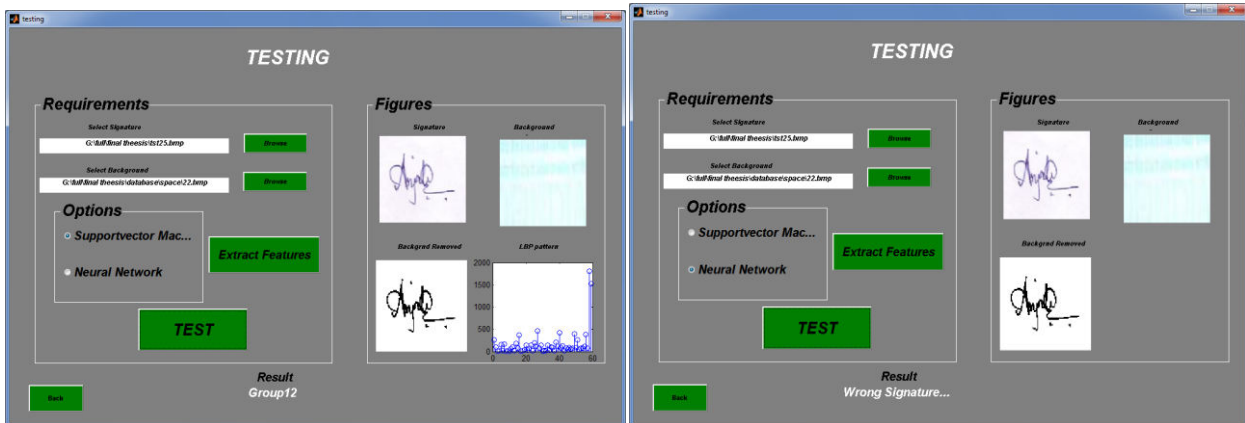 testing
TESTING
Requirements
Select Signature
G:\full\final theesis\tst25.bmp
Browse
Select Background
G:\full\final theesis\database\space\22.bmp
Browse
Options
Supportvector Mac...
Neural Network
Extract Features
TEST
Back
Figures
Signature
Background
Backgrnd Removed
LBP pattern
2000
1500
1000
500
0
0 20 40 60
Result
Group12
testing
TESTING
Requirements
Select Signature
G:\full\final theesis\tst25.bmp
Browse
Select Background
G:\full\final theesis\database\space\22.bmp
Browse
Options
Supportvector Mac...
Neural Network
Extract Features
TEST
Back
Figures
Signature
Background
Backgrnd Removed
Result
Wrong Signature...